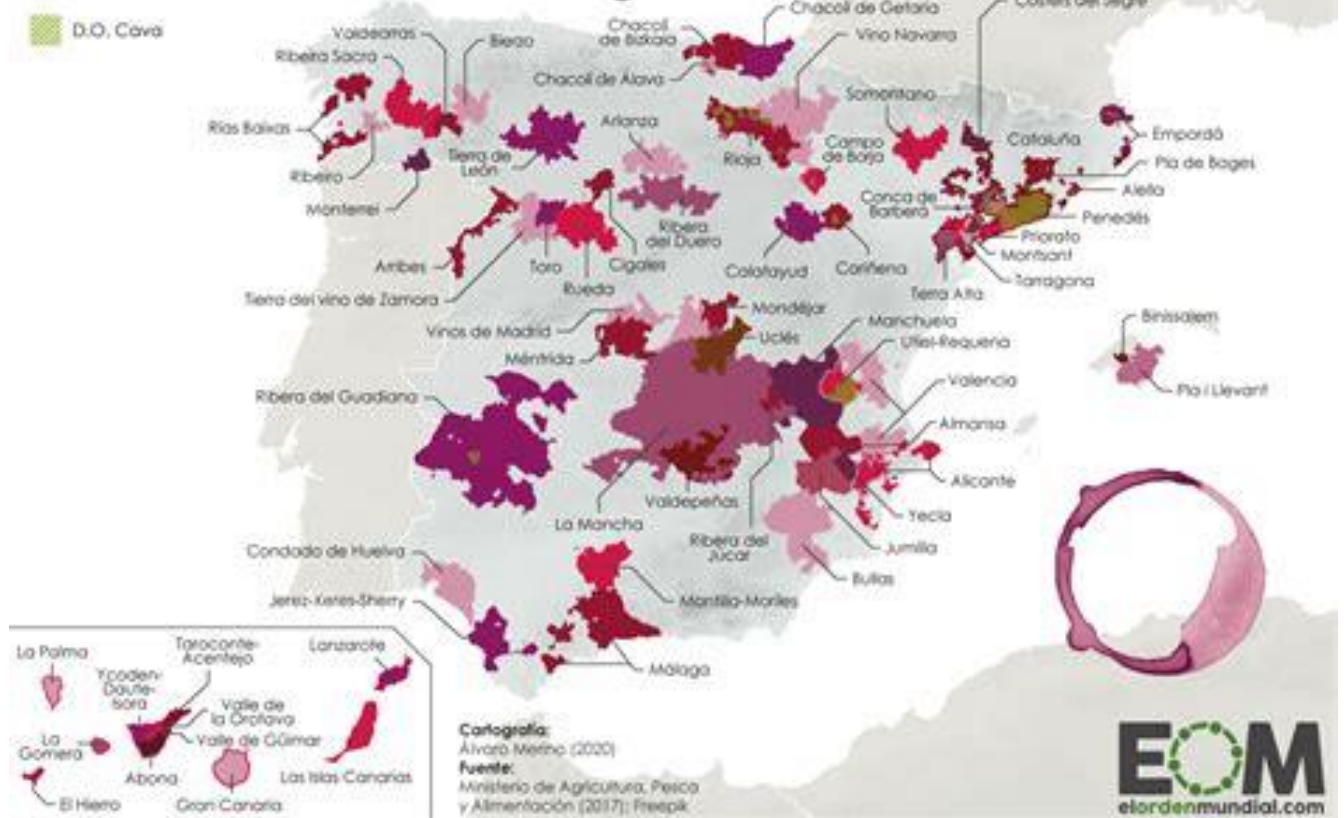 Chacolí de Getaria
Costers del Segre
D.O. Cava
Chacolí
de Bizkaia
Valdeorras
Bierzo
Vino Navarra
Ribeira Sacra
Chacolí de Álava
Somontano
Rías Baixas
Arlanza
Rioja
Campo
de Borja
Cataluña
Empordà
Tierra de
León
Pla de Bages
Ribeiro
Alella
Monterrei
Conca de
Barberà
Penedés
Ribera
del Duero
Priorato
Montsant
Arribes
Toro
Cigales
Calatayud
Cariñena
Tarragona
Rueda
Terra Alta
Tierra del vino de Zamora
Mondéjar
Vinos de Madrid
Manchuela
Binissalem
Uclés
Utiel-Requena
Méntrida
Valencia
Pla i Llevant
Ribera del Guadiana
Almansa
Alicante
Valdepeñas
La Mancha
Yecla
Ribera del
Júcar
Jumilla
Condado de Huelva
Bullas
Jerez-Xeres-Sherry
Montilla-Moriles
Málaga
La Palma
Taroconte-
Acentejo
Lanzarote
Ycoden-
Daute-
Isora
Valle de
la Orotava
Valle de Güimar
La
Gomera
Abona
Las Islas Canarias
El Hierro
Gran Canaria
Cartografía:
Álvaro Merino (2020)
Fuente:
Ministerio de Agricultura, Pesca
y Alimentación (2017); Freepik
EOM
elordenmundial.com